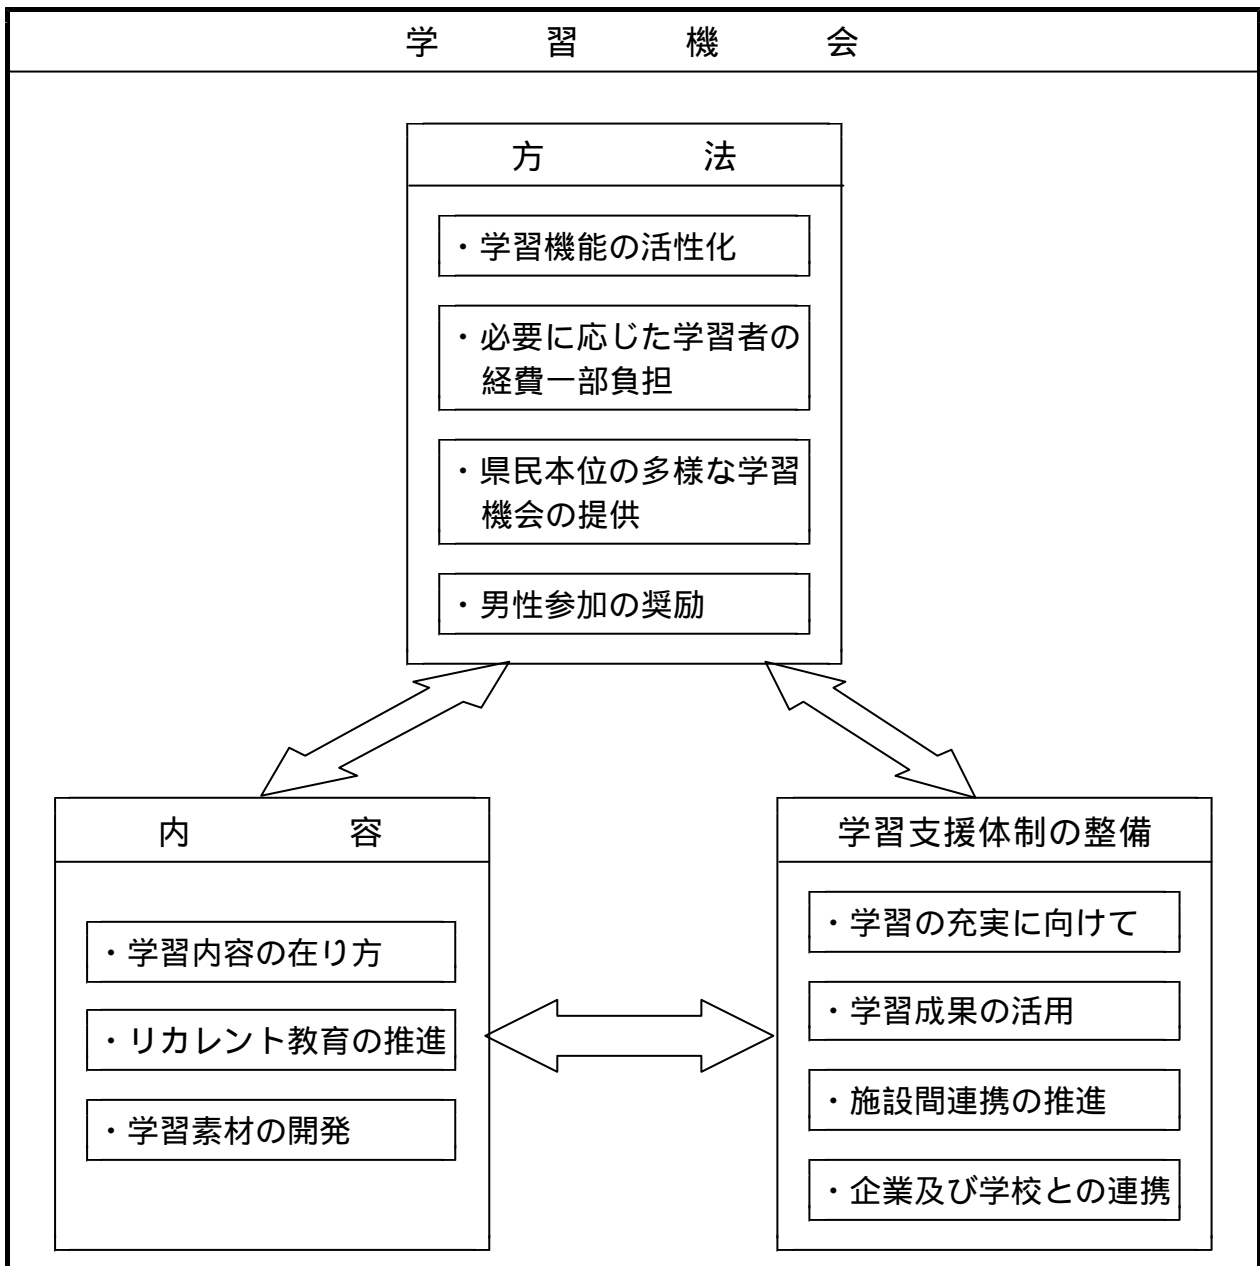 学習機会
方法
・学習機能の活性化
・必要に応じた学習者の
経費一部負担
・県民本位の多様な学習
機会の提供
・男性参加の奨励
内容
・学習内容の在り方
・リカレント教育の推進
・学習素材の開発
学習支援体制の整備
・学習の充実に向けて
・学習成果の活用
・施設間連携の推進
・企業及び学校との連携